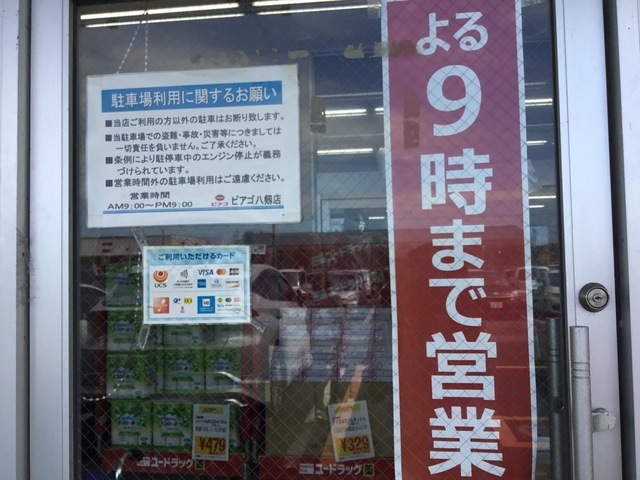 よる9時まで営業
駐車場利用に関するお願い
■当店ご利用の方以外の駐車はお断り致します。
■当駐車場での盗難・事故・災害等につきましては
一切責任を負いません。ご了承ください。
■条例により駐停車中のエンジン停止が義務
づけられています。
■営業時間外の駐車場利用はご遠慮ください。
営業時間
AM9:00〜PM9:00
ピアゴ ピアゴ八剱店
ご利用いただけるカード
UCS
VISA
JCB
¥479
¥329
ユードラッグ
ユードラッグ